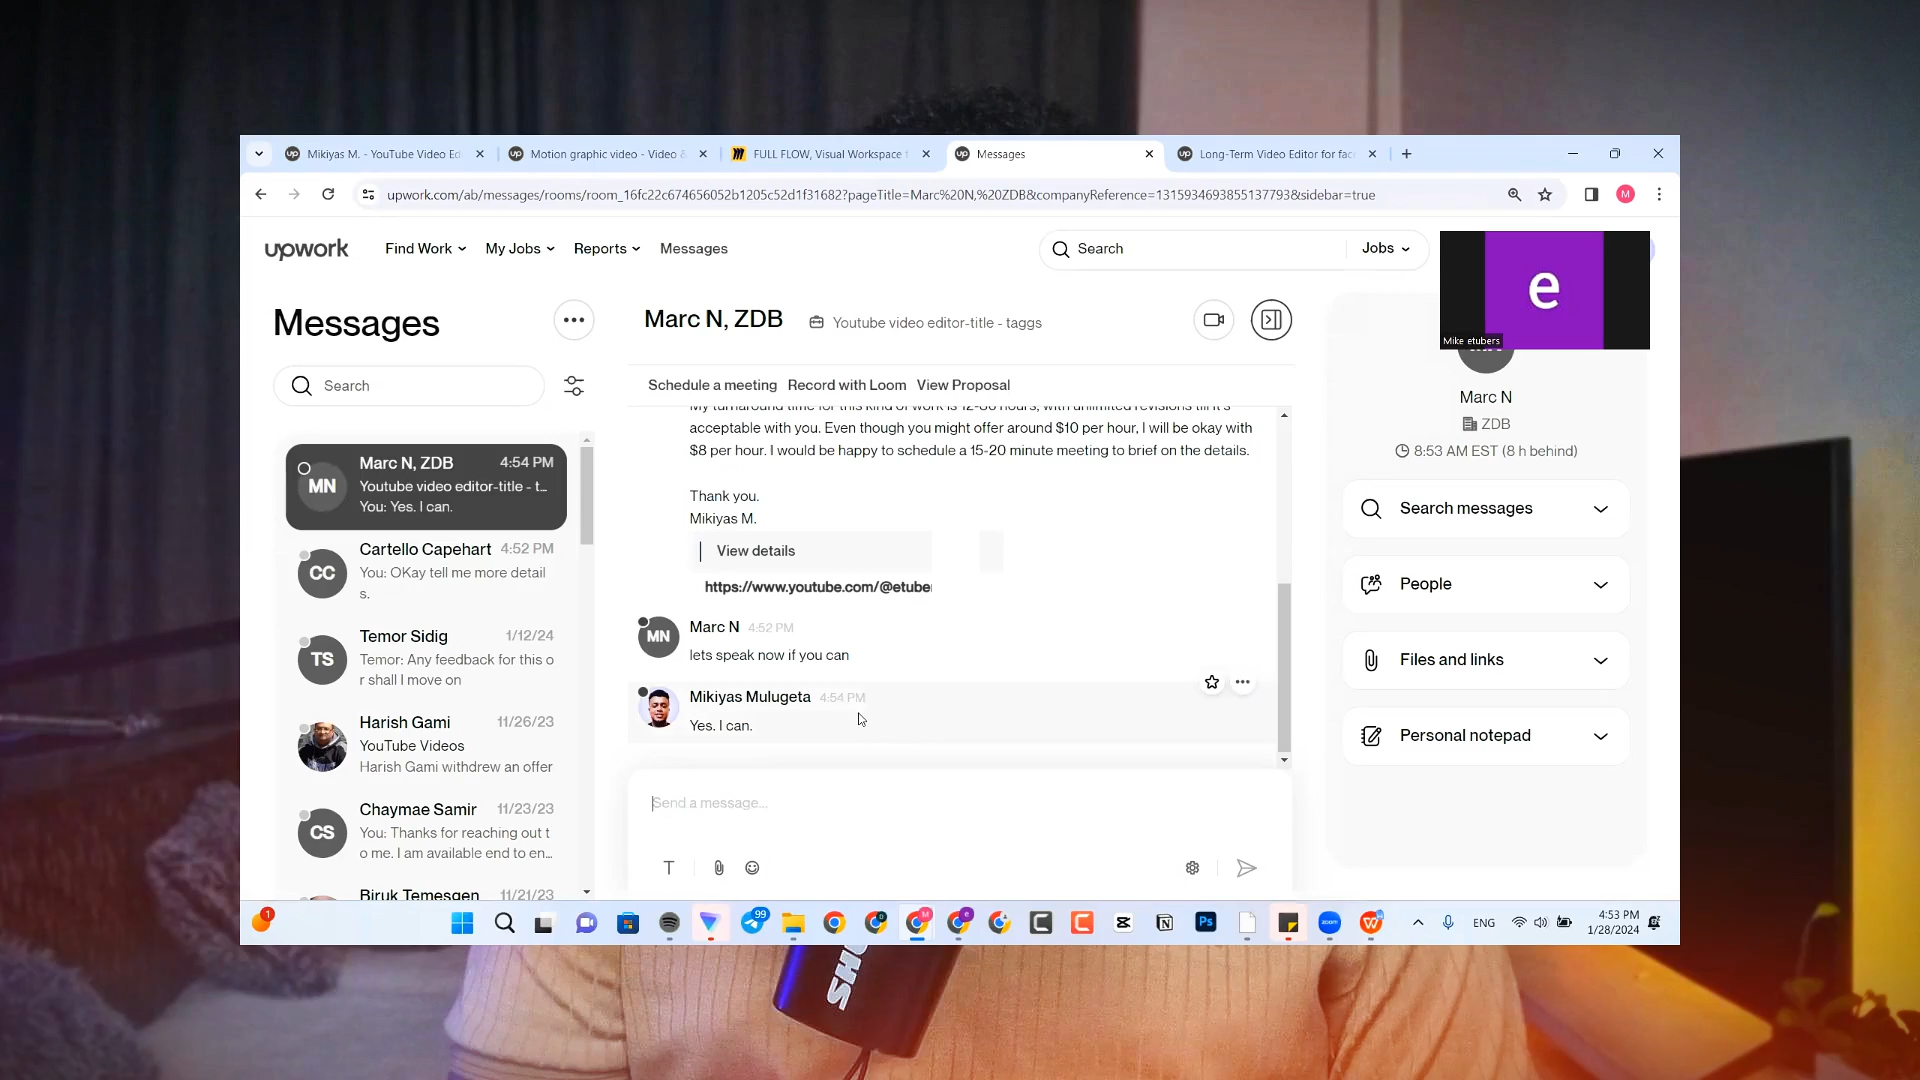 Mikiyas M. - YouTube Video Ed
Motion graphic video - Video &
FULL FLOW, Visual Workspace f
Messages
Long-Term Video Editor for fac
upwork.com/ab/messages/rooms/room_16fc22c674656052b1205c52d1f31682?pageTitle=Marc%20N,%20ZDB&companyReference=1315934693855137793&sidebar=true
M
upwork
Find Work
My Jobs
Reports
Messages
Search
Jobs
e
Mike etubers
Messages
Search
MN
Marc N, ZDB 4:54 PM
Youtube video editor-title - t...
You: Yes. I can.
CC
Cartello Capehart 4:52 PM
You: OKay tell me more detail
s.
TS
Temor Sidig 1/12/24
Temor: Any feedback for this o
r shall I move on
Harish Gami 11/26/23
YouTube Videos
Harish Gami withdrew an offer
CS
Chaymae Samir 11/23/23
You: Thanks for reaching out t
o me. I am available end to en...
Biruk Temesgen 11/21/23
Marc N, ZDB
Youtube video editor-title - taggs
Schedule a meeting Record with Loom View Proposal
acceptable with you. Even though you might offer around $10 per hour, I will be okay with
$8 per hour. I would be happy to schedule a 15-20 minute meeting to brief on the details.
Thank you.
Mikiyas M.
View details
https://www.youtube.com/@etuber
MN
Marc N 4:52 PM
lets speak now if you can
Mikiyas Mulugeta 4:54 PM
Yes. I can.
Send a message...
Marc N
ZDB
8:53 AM EST (8 h behind)
Search messages
People
Files and links
Personal notepad
1
99
Ps
zoom
ENG
4:53 PM
1/28/2024
SHU